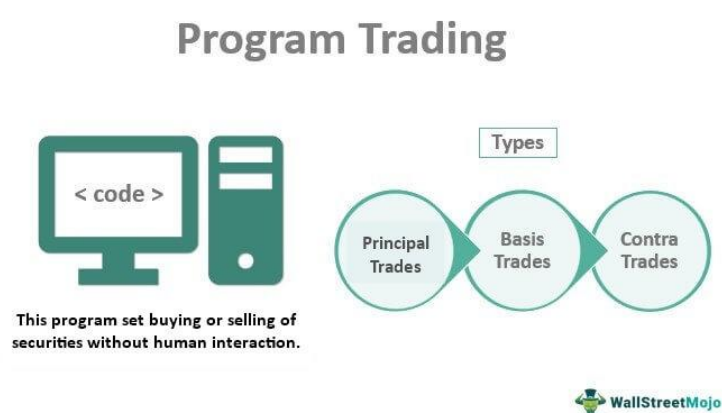 Program Trading
< code >
This program set buying or selling of
securities without human interaction.
Types
Principal
Trades
Basis
Trades
Contra
Trades
WallStreetMojo